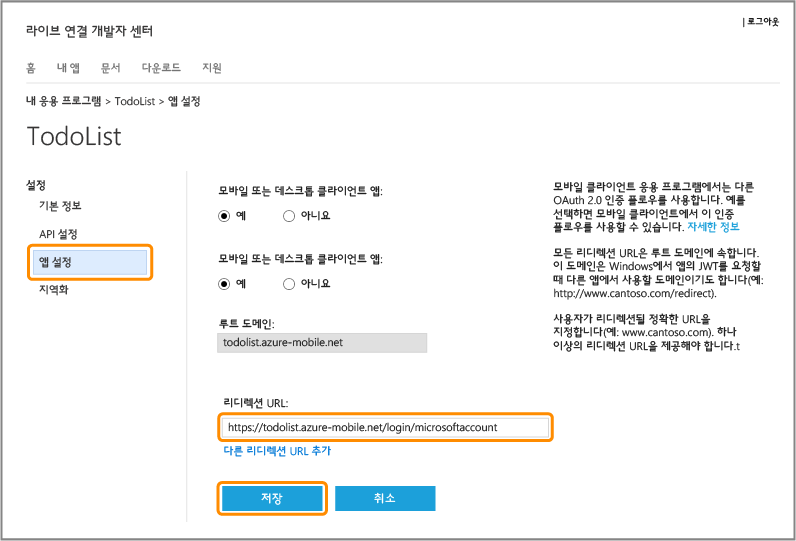 라이브 연결 개발자 센터
| 로그아웃
홈 내 앱 문서 다운로드 지원
내 응용 프로그램 > TodoList > 앱 설정
TodoList
설정
기본 정보
API 설정
앱 설정
지역화
모바일 또는 데스크톱 클라이언트 앱:
예 아니요
모바일 또는 데스크톱 클라이언트 앱:
예 아니요
루트 도메인:
todolist.azure-mobile.net
리디렉션 URL:
https://todolist.azure-mobile.net/login/microsoftaccount
다른 리디렉션 URL 추가
저장 취소
모바일 클라이언트 응용 프로그램에서는 다른
OAuth 2.0 인증 플로우를 사용합니다. 예를
선택하면 모바일 클라이언트에서 이 인증
플로우를 사용할 수 있습니다. 자세한 정보
모든 리디렉션 URL은 루트 도메인에 속합니다.
이 도메인은 Windows에서 앱의 JWT를 요청할
때 다른 앱에서 사용할 도메인이기도 합니다(예:
http://www.cantoso.com/redirect).
사용자가 리디렉션될 정확한 URL을
지정합니다(예: www.cantoso.com). 하나
이상의 리디렉션 URL을 제공해야 합니다.t